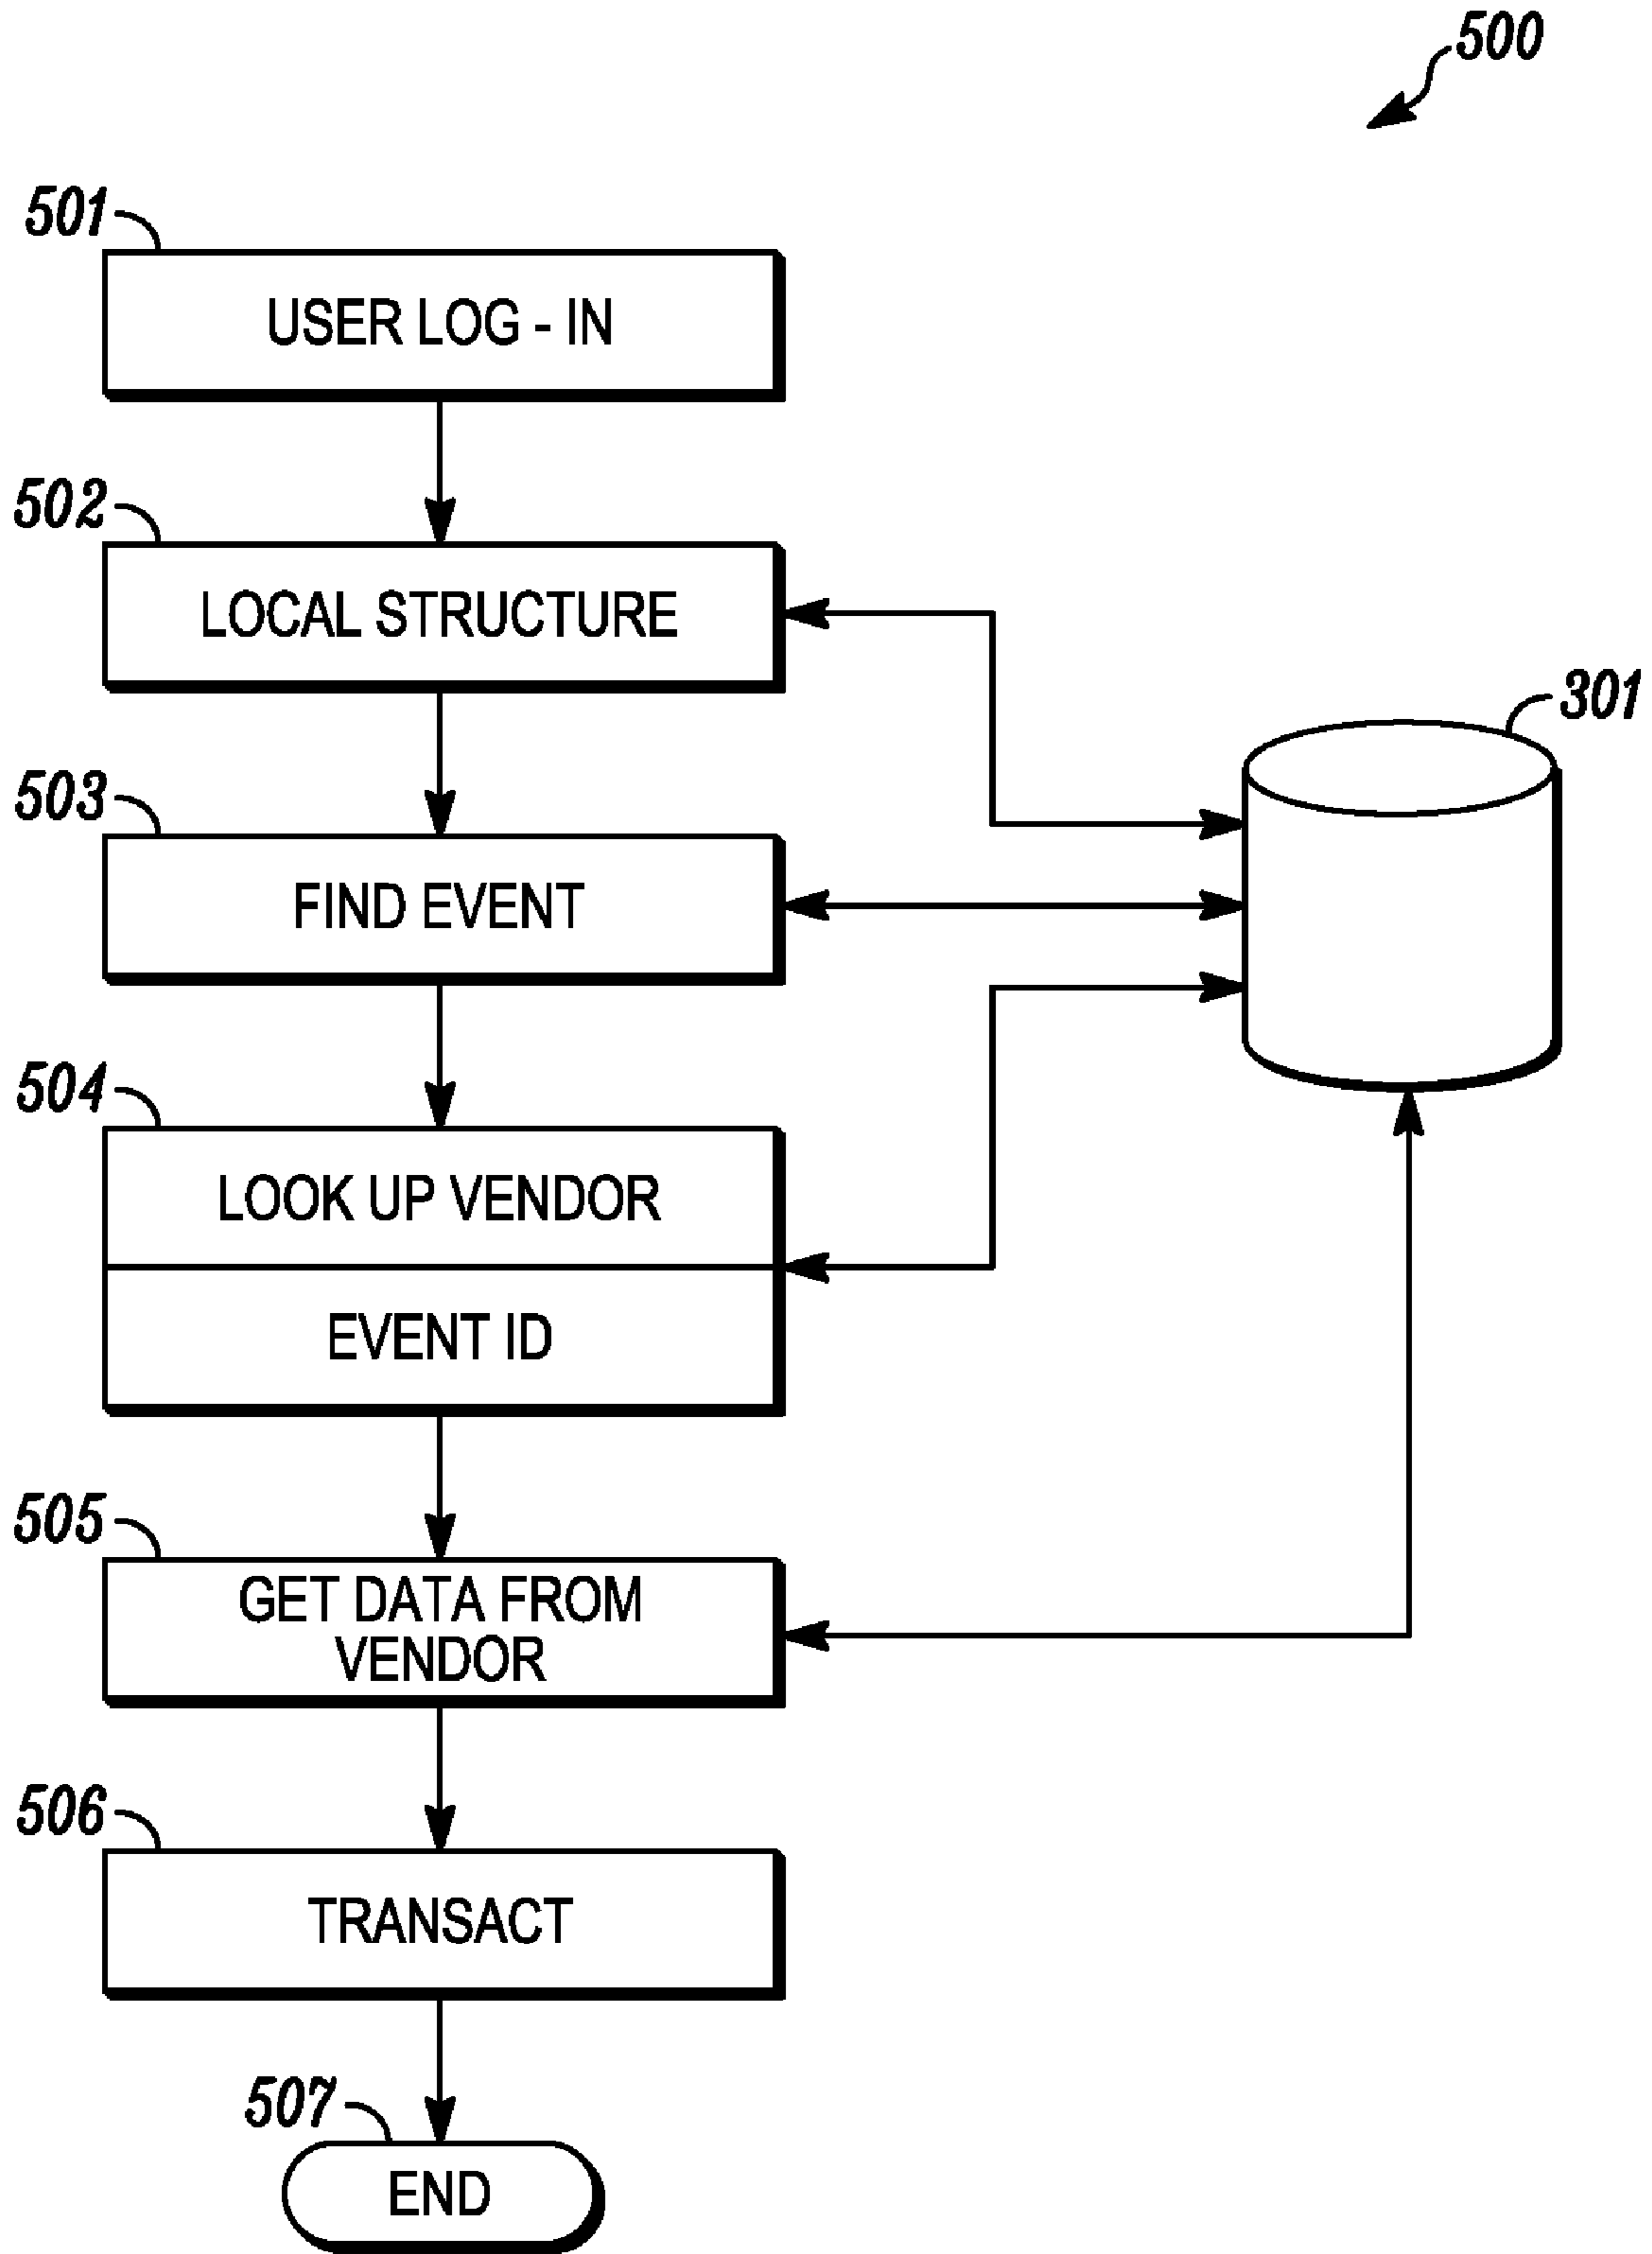 500
501
USER LOG - IN
502
LOCAL STRUCTURE
301
503
FIND EVENT
504
LOOK UP VENDOR
EVENT ID
505
GET DATA FROM
VENDOR
506
TRANSACT
507
END